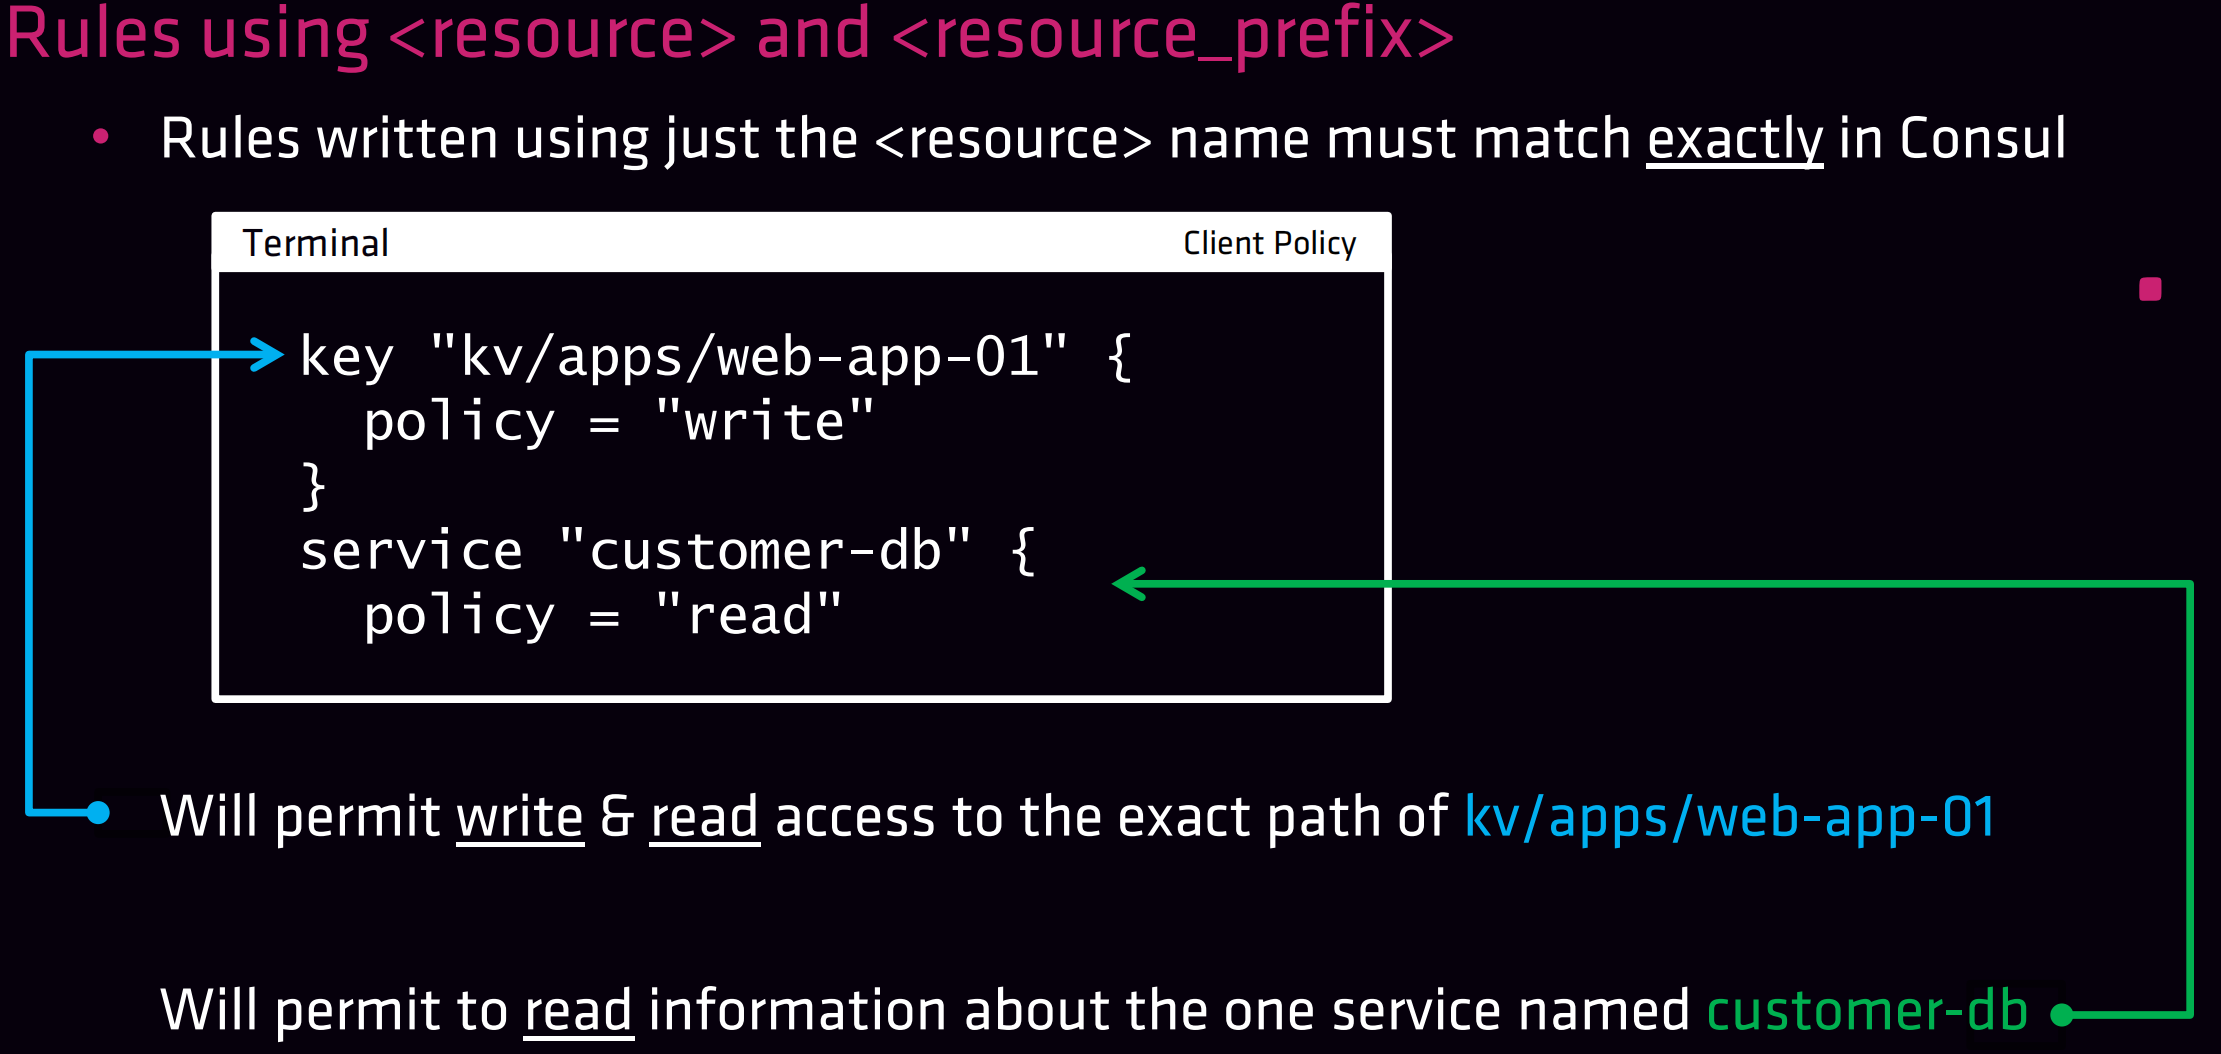 Rules using <resource> and <resource_prefix>
• Rules written using just the <resource> name must match exactly in Consul
Terminal Client Policy
key "kv/apps/web-app-01" {
  policy = "write"
}
service "customer-db" {
  policy = "read"
Will permit write & read access to the exact path of kv/apps/web-app-01
Will permit to read information about the one service named customer-db